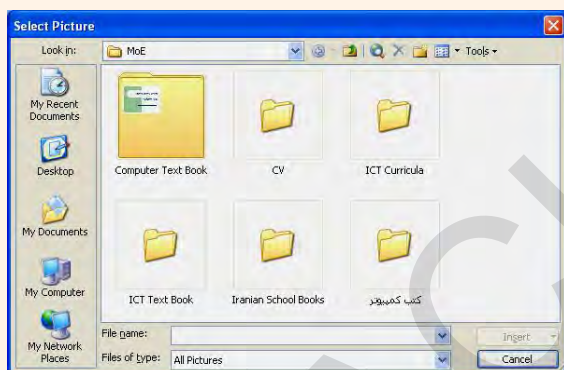 Select Picture
Look in:
MoE
Tools
My Recent
Documents
Desktop
My Documents
My Computer
My Network
Places
Computer Text Book
CV
ICT Curricula
ICT Text Book
Iranian School Books
کتب کمپیوتر
File name:
Insert
Files of type:
All Pictures
Cancel